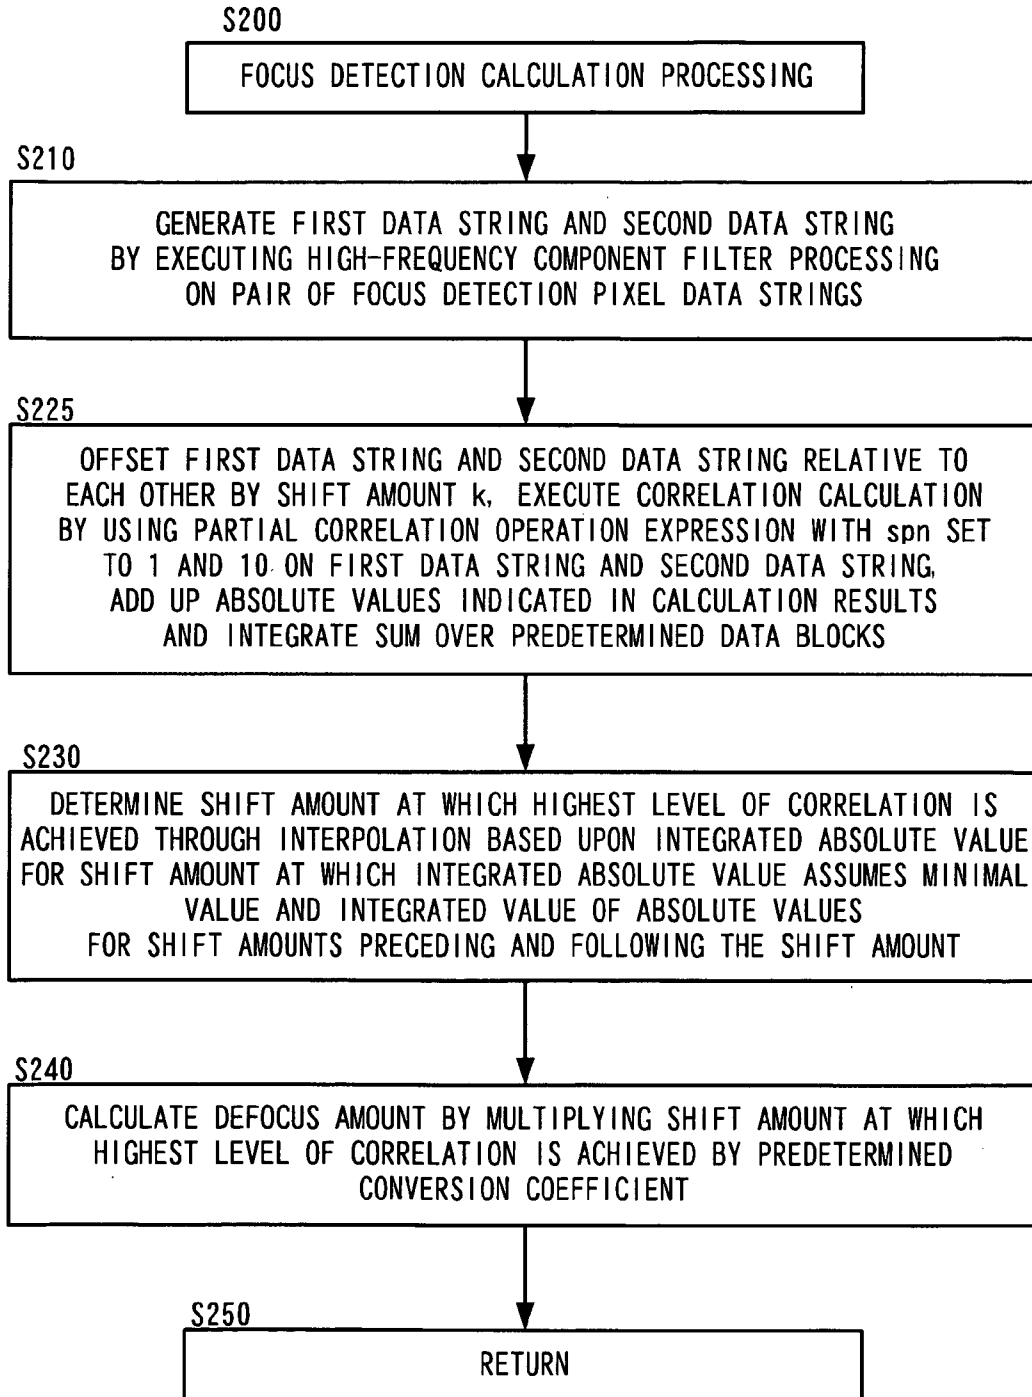 S200
FOCUS DETECTION CALCULATION PROCESSING
S210
GENERATE FIRST DATA STRING AND SECOND DATA STRING
BY EXECUTING HIGH-FREQUENCY COMPONENT FILTER PROCESSING
ON PAIR OF FOCUS DETECTION PIXEL DATA STRINGS
S225
OFFSET FIRST DATA STRING AND SECOND DATA STRING RELATIVE TO
EACH OTHER BY SHIFT AMOUNT k, EXECUTE CORRELATION CALCULATION
BY USING PARTIAL CORRELATION OPERATION EXPRESSION WITH spn SET
TO 1 AND 10 ON FIRST DATA STRING AND SECOND DATA STRING,
ADD UP ABSOLUTE VALUES INDICATED IN CALCULATION RESULTS
AND INTEGRATE SUM OVER PREDETERMINED DATA BLOCKS
S230
DETERMINE SHIFT AMOUNT AT WHICH HIGHEST LEVEL OF CORRELATION IS
ACHIEVED THROUGH INTERPOLATION BASED UPON INTEGRATED ABSOLUTE VALUE
FOR SHIFT AMOUNT AT WHICH INTEGRATED ABSOLUTE VALUE ASSUMES MINIMAL
VALUE AND INTEGRATED VALUE OF ABSOLUTE VALUES
FOR SHIFT AMOUNTS PRECEDING AND FOLLOWING THE SHIFT AMOUNT
S240
CALCULATE DEFOCUS AMOUNT BY MULTIPLYING SHIFT AMOUNT AT WHICH
HIGHEST LEVEL OF CORRELATION IS ACHIEVED BY PREDETERMINED
CONVERSION COEFFICIENT
S250
RETURN